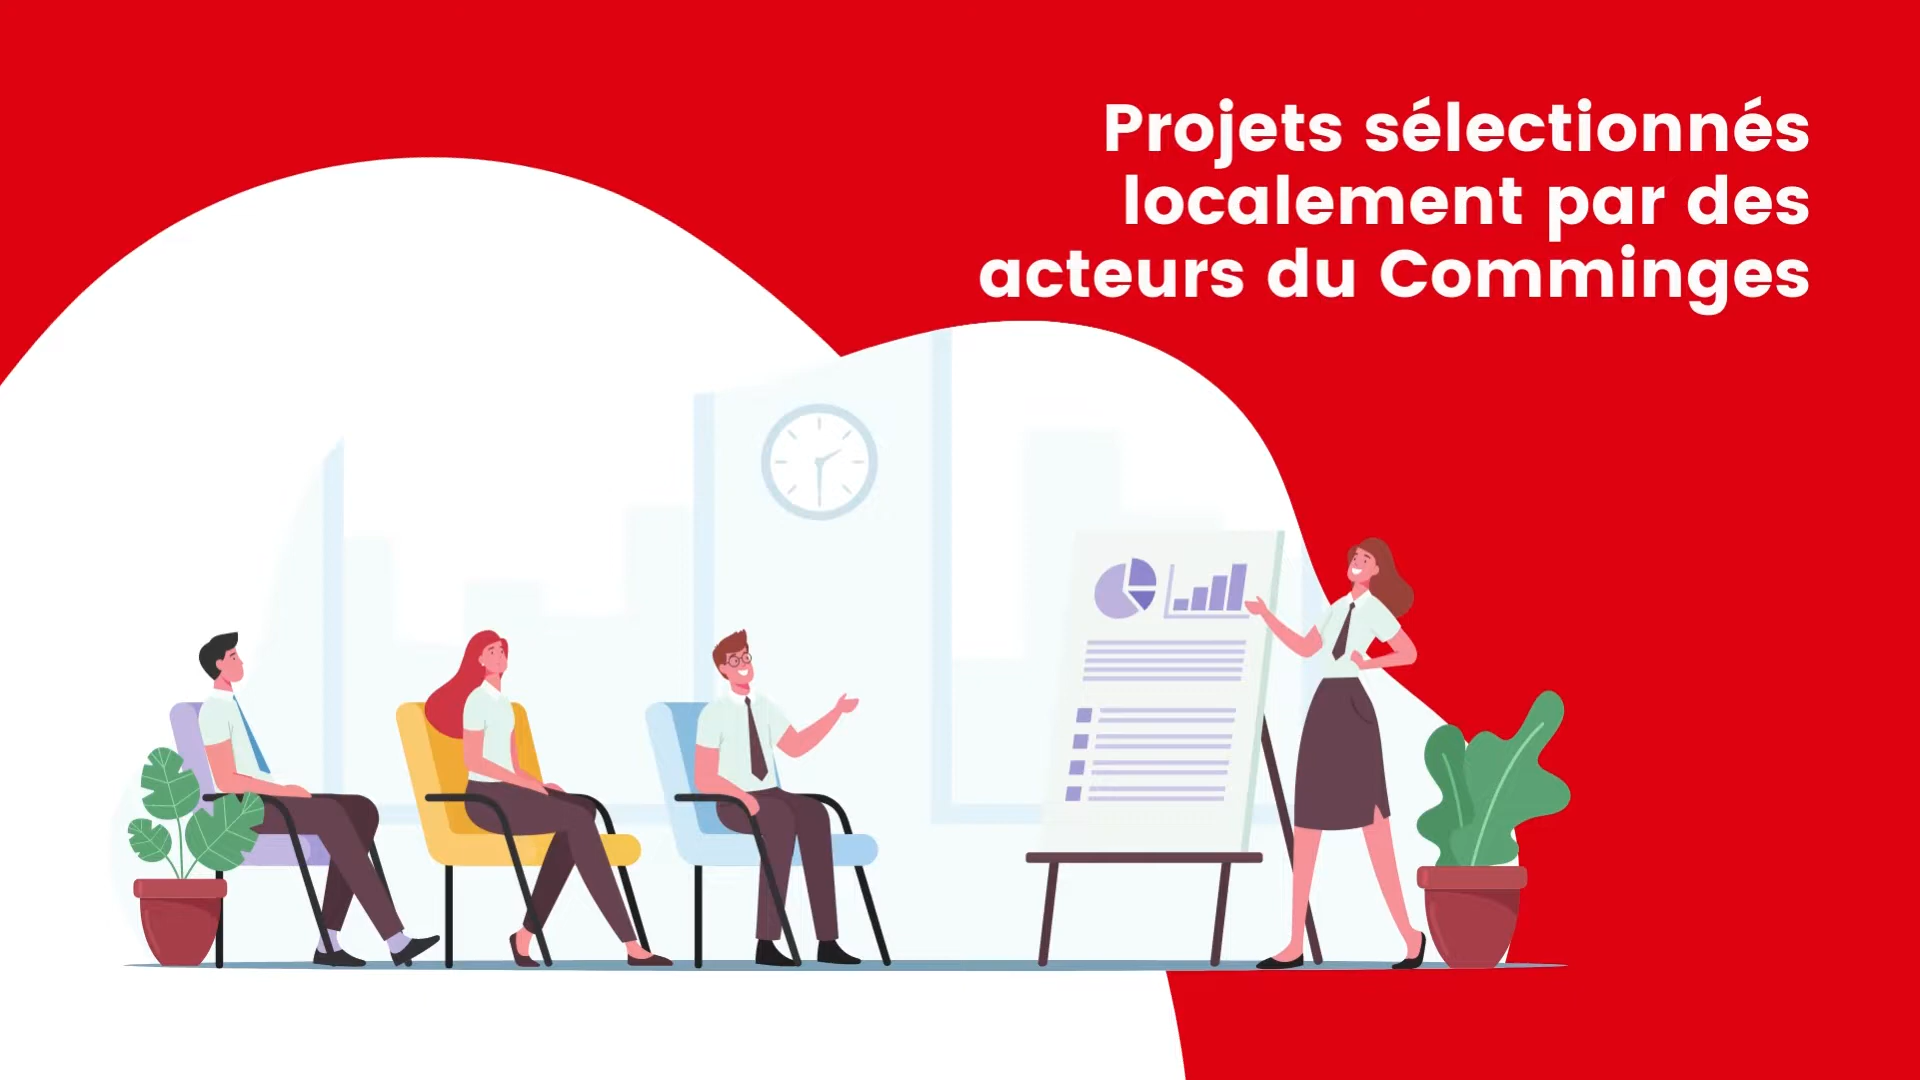 Projets sélectionnés
localement par des
acteurs du Comminges